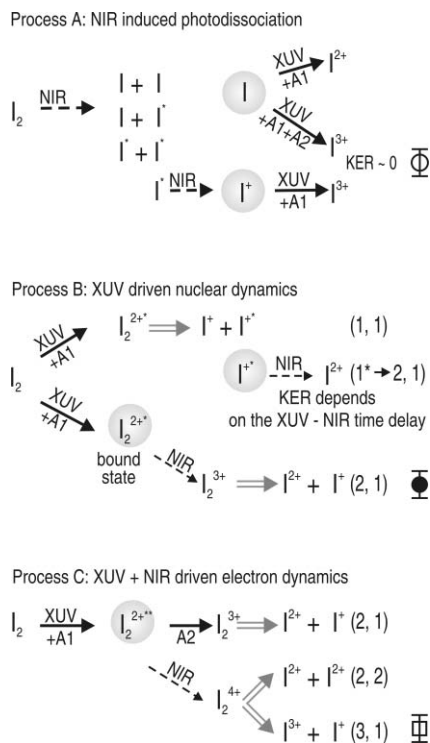 Process A: NIR induced photodissociation
XUV
+A1
I²⁺
I₂ NIR
I + I
I + I*
I* + I*
I
XUV
+A1+A2
I³⁺
KER ~ 0
I* NIR I⁺ XUV I³⁺
+A1
Process B: XUV driven nuclear dynamics
XUV
+A1
I₂²⁺* I⁺ + I⁺* (1, 1)
I₂
I⁺* NIR I²⁺ (1*→2, 1)
KER depends
on the XUV - NIR time delay
XUV
+A1
I₂²⁺*
bound
state
NIR
I₂³⁺ I²⁺ + I⁺ (2, 1)
Process C: XUV + NIR driven electron dynamics
I₂ XUV I₂²⁺** I₂³⁺ I²⁺ + I⁺ (2, 1)
+A1 A2
NIR
I₂⁴⁺
I²⁺ + I²⁺ (2, 2)
I³⁺ + I⁺ (3, 1)